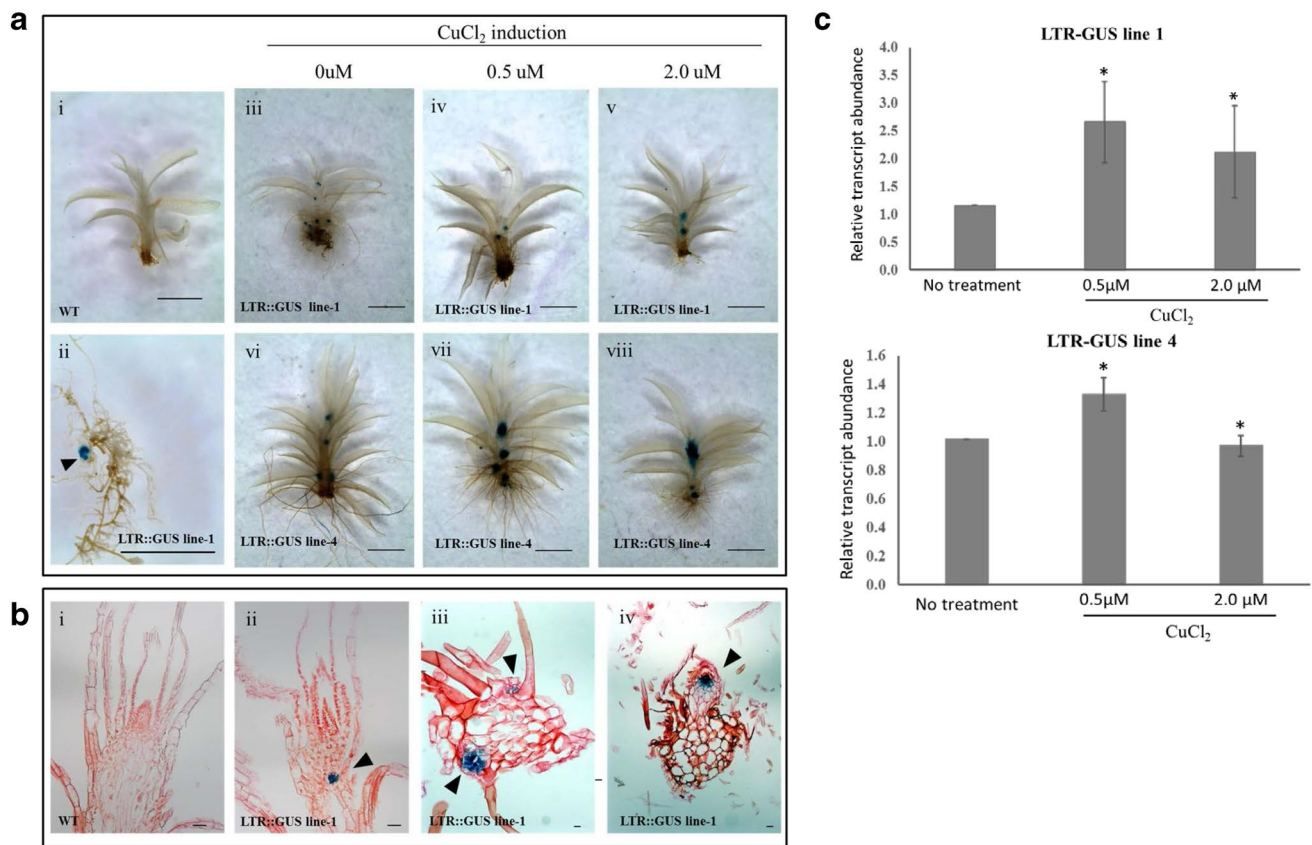 a
CuCl2 induction
0uM
0.5 uM
2.0 uM
i
WT
iii
LTR::GUS line-1
iv
LTR::GUS line-1
v
LTR::GUS line-1
ii
LTR::GUS line-1
vi
LTR::GUS line-4
vii
LTR::GUS line-4
viii
LTR::GUS line-4
b
i
WT
ii
LTR::GUS line-1
iii
LTR::GUS line-1
iv
LTR::GUS line-1
c
LTR-GUS line 1
Relative transcript abundance
4.0
3.5
3.0
2.5
2.0
1.5
1.0
0.5
0.0
*
*
No treatment
0.5µM
2.0 µM
CuCl2
LTR-GUS line 4
Relative transcript abundance
1.6
1.4
1.2
1.0
0.8
0.6
0.4
0.2
0.0
*
*
No treatment
0.5µM
2.0 µM
CuCl2